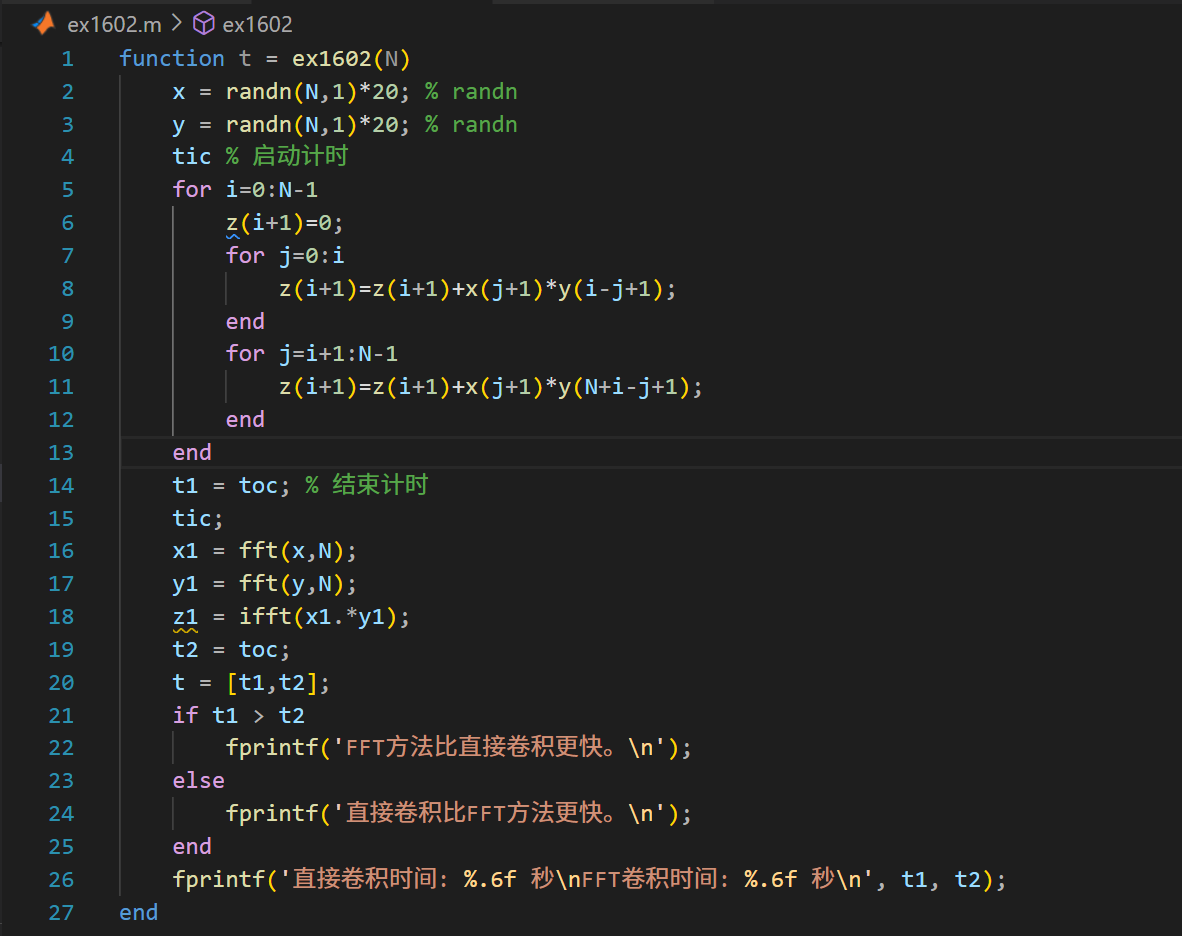 ex1602.m > ex1602
1 function t = ex1602(N)
2 x = randn(N,1)*20; % randn
3 y = randn(N,1)*20; % randn
4 tic % 启动计时
5 for i=0:N-1
6 z(i+1)=0;
7 for j=0:i
8 z(i+1)=z(i+1)+x(j+1)*y(i-j+1);
9 end
10 for j=i+1:N-1
11 z(i+1)=z(i+1)+x(j+1)*y(N+i-j+1);
12 end
13 end
14 t1 = toc; % 结束计时
15 tic;
16 x1 = fft(x,N);
17 y1 = fft(y,N);
18 z1 = ifft(x1.*y1);
19 t2 = toc;
20 t = [t1,t2];
21 if t1 > t2
22 fprintf('FFT方法比直接卷积更快。\n');
23 else
24 fprintf('直接卷积比FFT方法更快。\n');
25 end
26 fprintf('直接卷积时间: %.6f 秒\nFFT卷积时间: %.6f 秒\n', t1, t2);
27 end